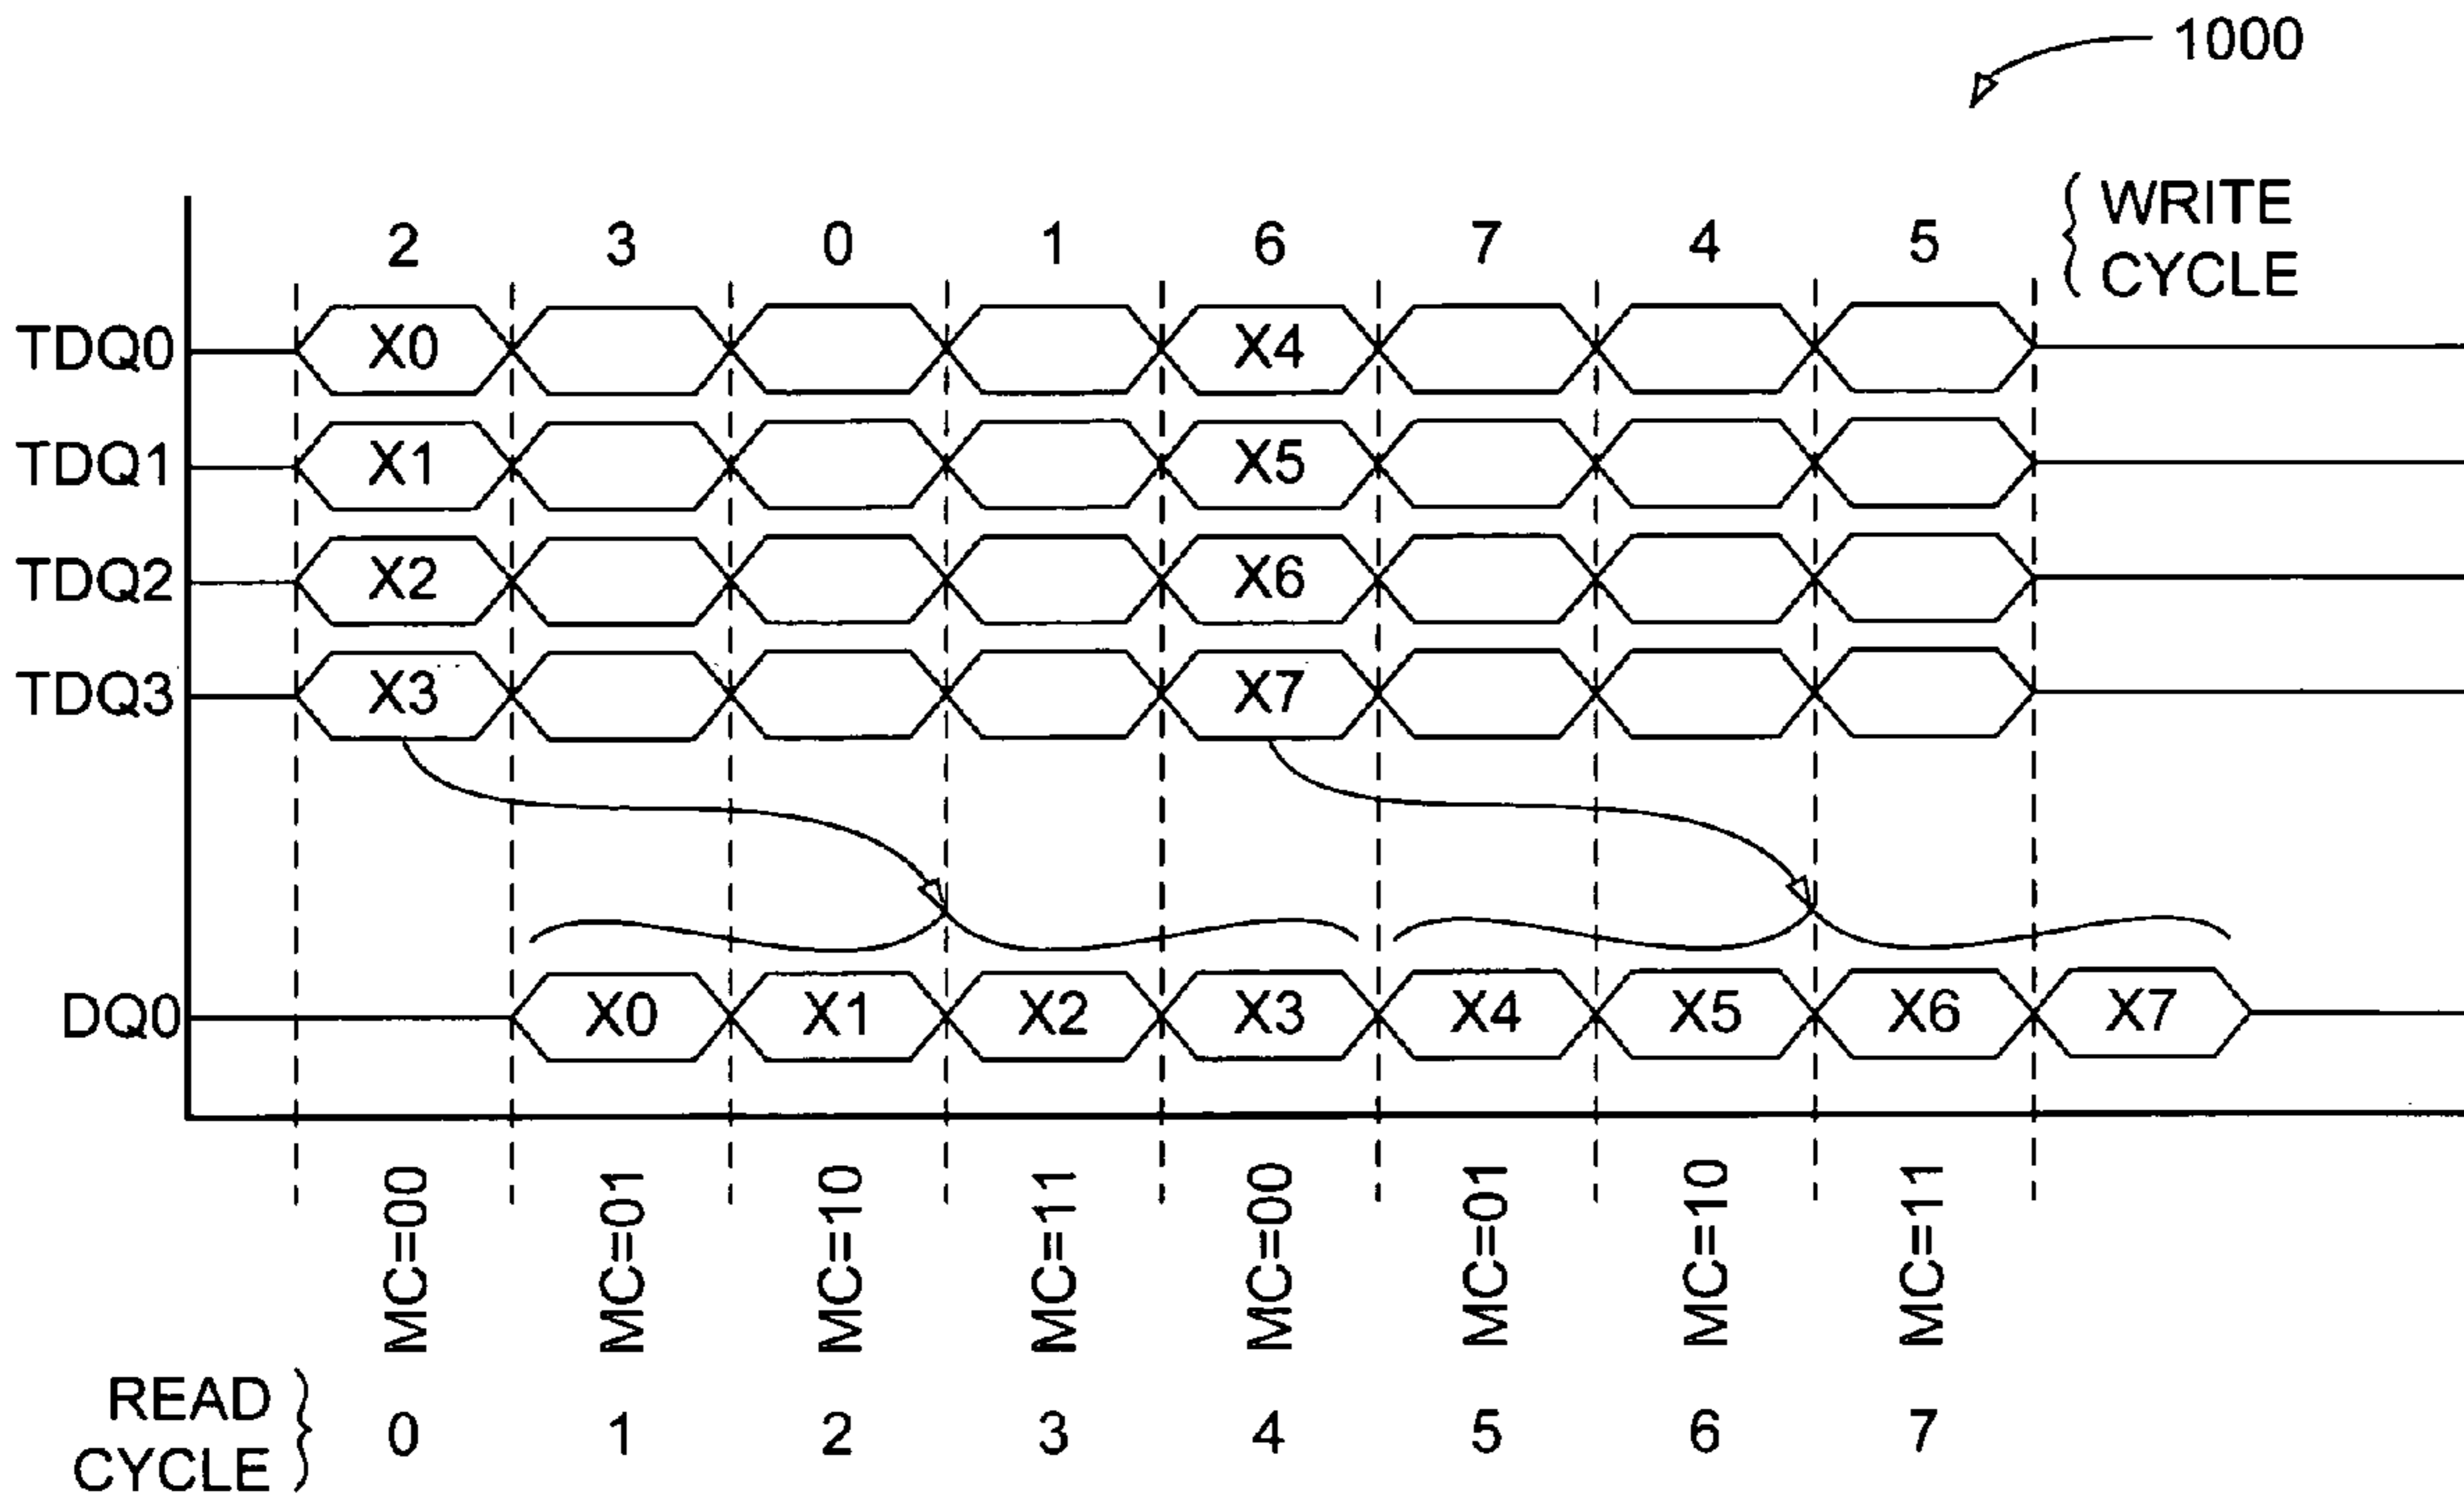 1000
2 3 0 1 6 7 4 5 WRITE CYCLE
TDQ0 X0 X4
TDQ1 X1 X5
TDQ2 X2 X6
TDQ3 X3 X7
DQ0 X0 X1 X2 X3 X4 X5 X6 X7
MC=00 MC=01 MC=10 MC=11 MC=00 MC=01 MC=10 MC=11
READ CYCLE 0 1 2 3 4 5 6 7